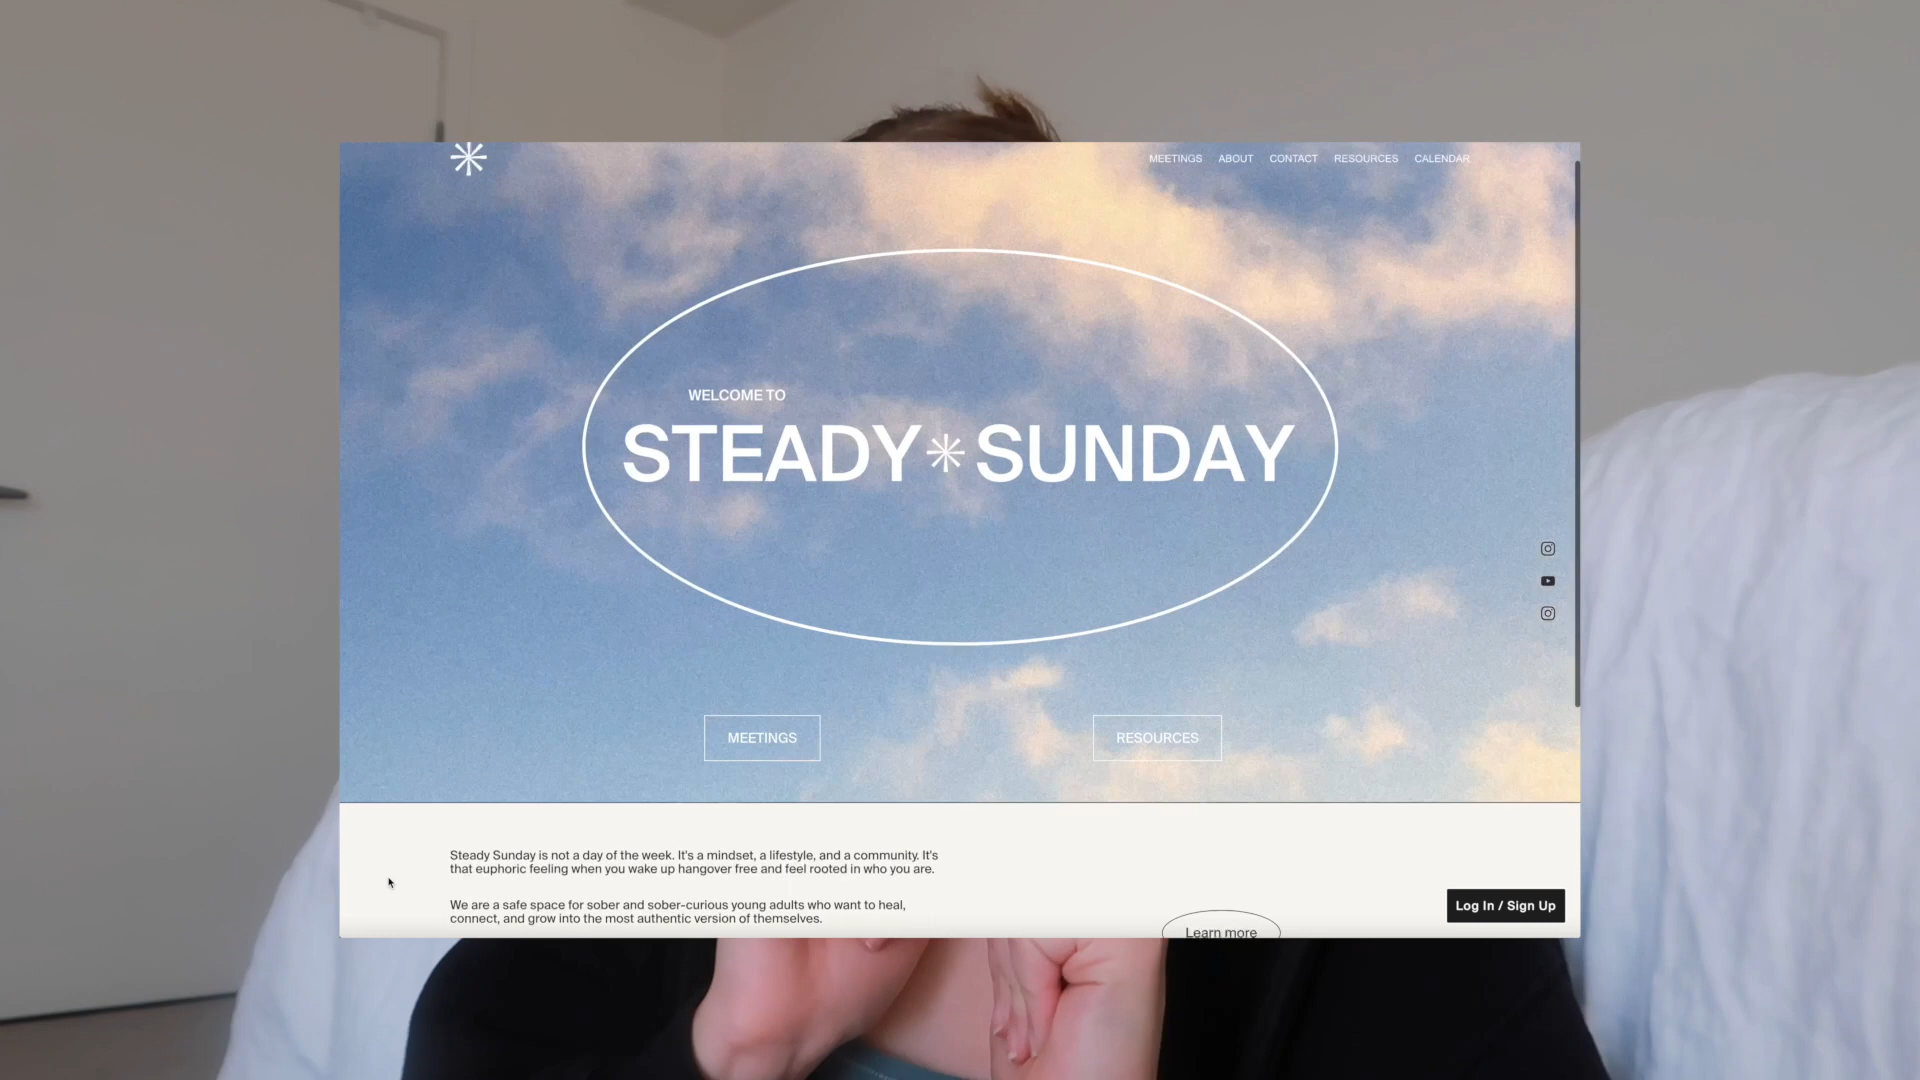 MEETINGS ABOUT CONTACT RESOURCES CALENDAR
WELCOME TO
STEADY SUNDAY
MEETINGS
RESOURCES
Steady Sunday is not a day of the week. It's a mindset, a lifestyle, and a community. It's
that euphoric feeling when you wake up hangover free and feel rooted in who you are.
We are a safe space for sober and sober-curious young adults who want to heal,
connect, and grow into the most authentic version of themselves.
Learn more
Log In / Sign Up